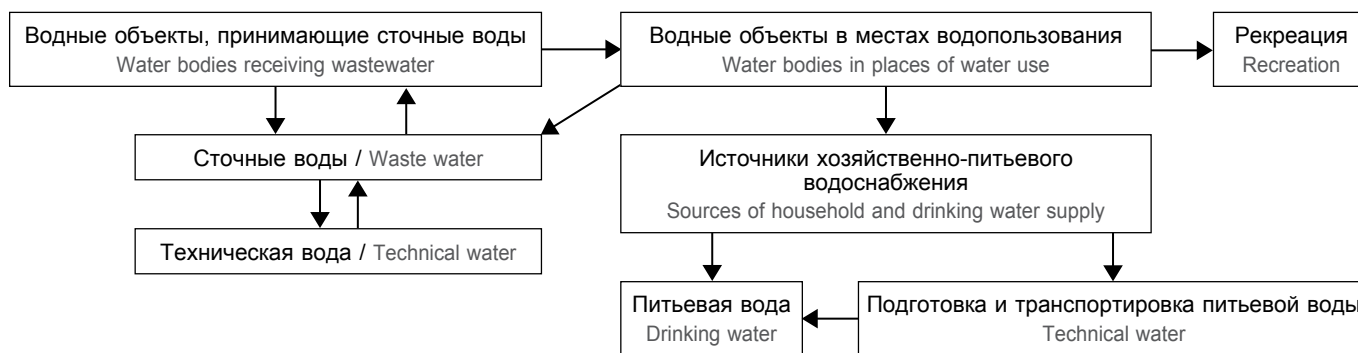 Водные объекты, принимающие сточные воды
Water bodies receiving wastewater
Водные объекты в местах водопользования
Water bodies in places of water use
Рекреация
Recreation
Сточные воды / Waste water
Источники хозяйственно-питьевого
водоснабжения
Sources of household and drinking water supply
Техническая вода / Technical water
Питьевая вода
Drinking water
Подготовка и транспортировка питьевой воды
Technical water